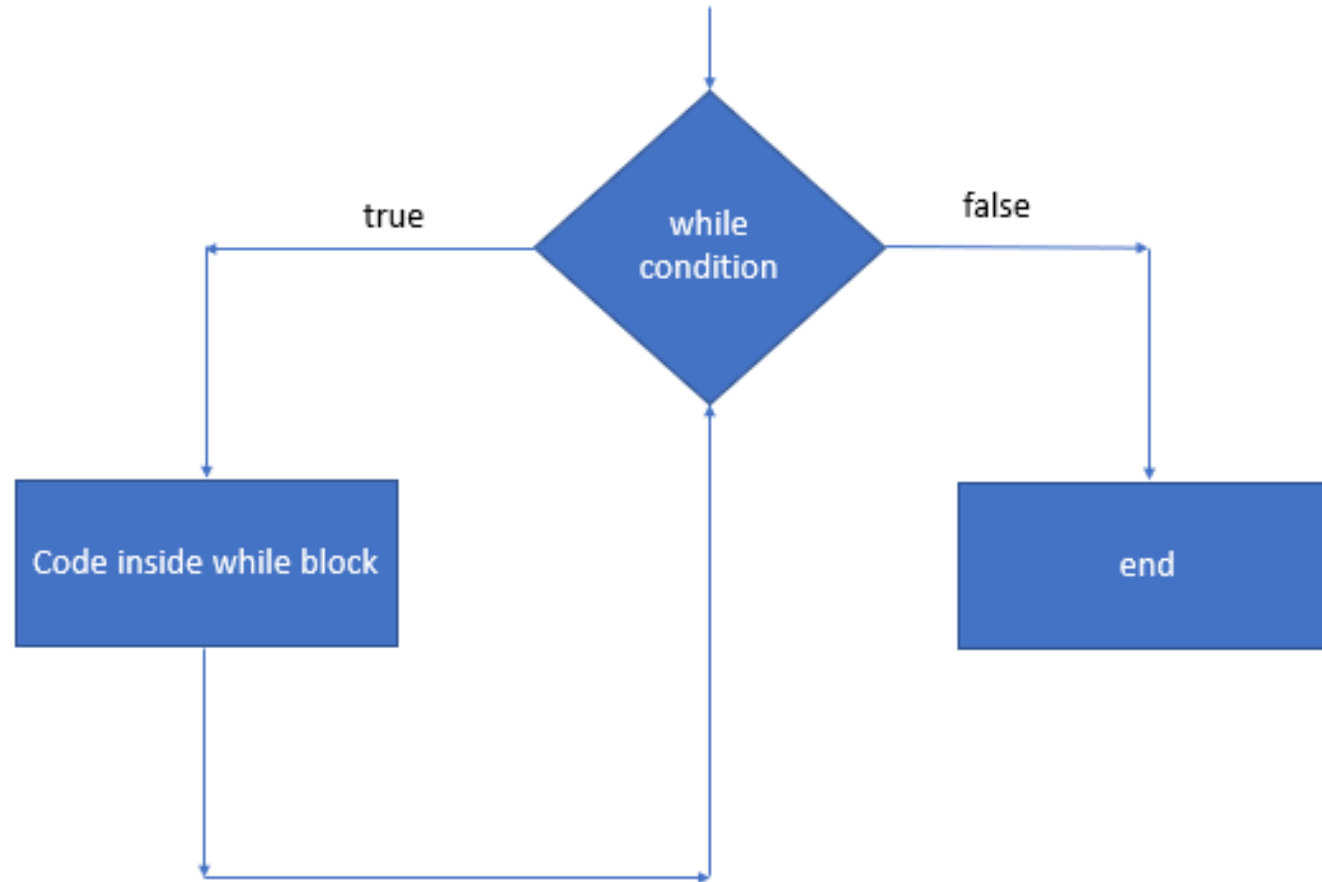 true
while
condition
false
Code inside while block
end